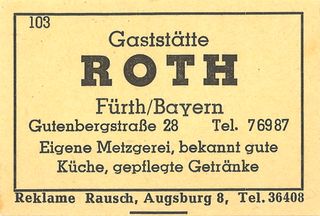 103
Gaststätte
ROTH
Fürth/Bayern
Gutenbergstraße 28 Tel. 76987
Eigene Metzgerei, bekannt gute
Küche, gepflegte Getränke
Reklame Rausch, Augsburg 8, Tel. 36408